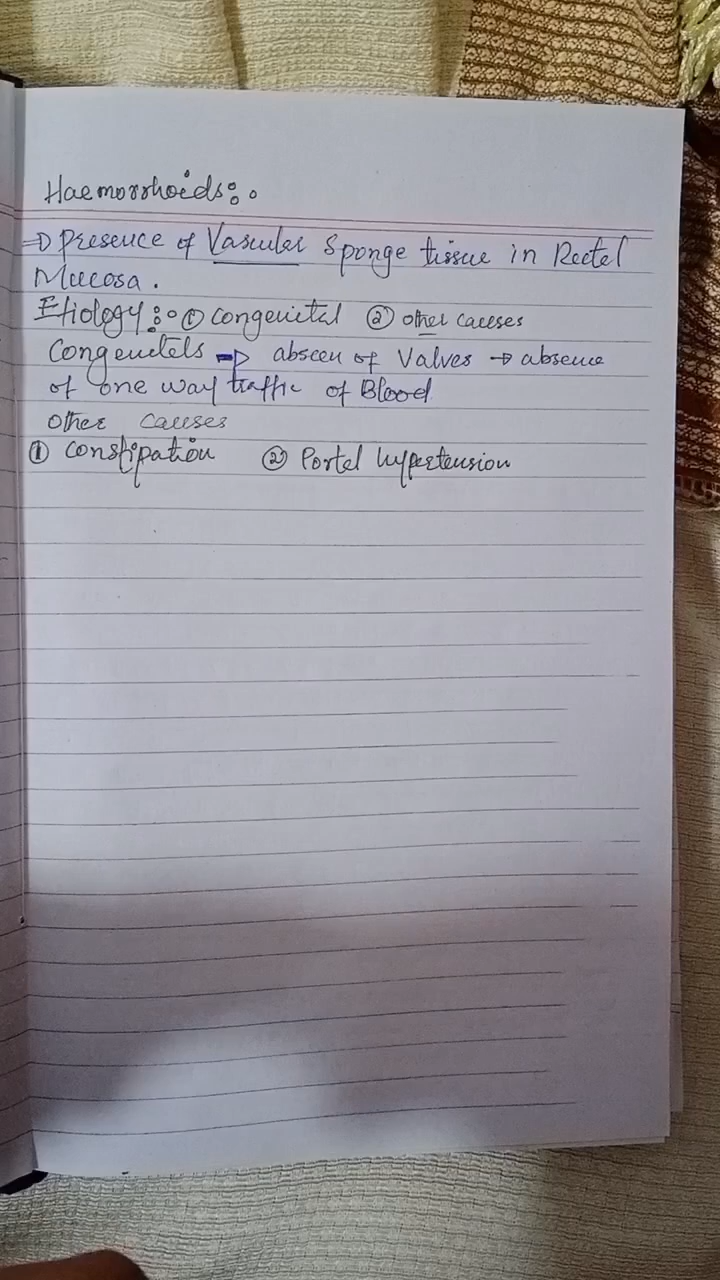 Haemorrhoids:
⇒ Presence of Vascular Sponge tissue in Rectal
Mucosa.
Etiology: ① Congenital ② other causes
Congenitals → absceu of Valves → absence
of one way traffic of Blood
other causes
① Constipation ② Portal hypertension